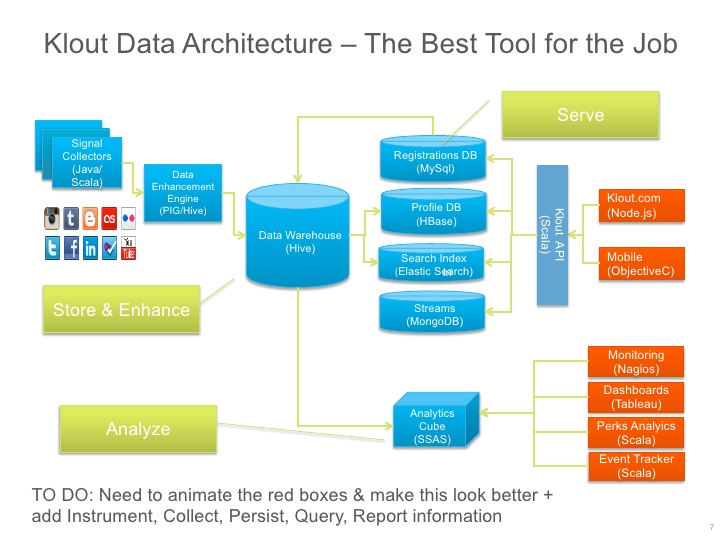 Klout Data Architecture – The Best Tool for the Job
Serve
Signal
Collectors
(Java/
Scala)
Data
Enhancement
Engine
(PIG/Hive)
Registrations DB
(MySql)
Profile DB
(HBase)
Data Warehouse
(Hive)
Search Index
(Elastic Search)
Streams
(MongoDB)
Klout API
(Scala)
Klout.com
(Node.js)
Mobile
(ObjectiveC)
You
Tube
Store & Enhance
Monitoring
(Nagios)
Dashboards
(Tableau)
Perks Analyics
(Scala)
Event Tracker
(Scala)
Analytics
Cube
(SSAS)
Analyze
TO DO: Need to animate the red boxes & make this look better +
add Instrument, Collect, Persist, Query, Report information
7